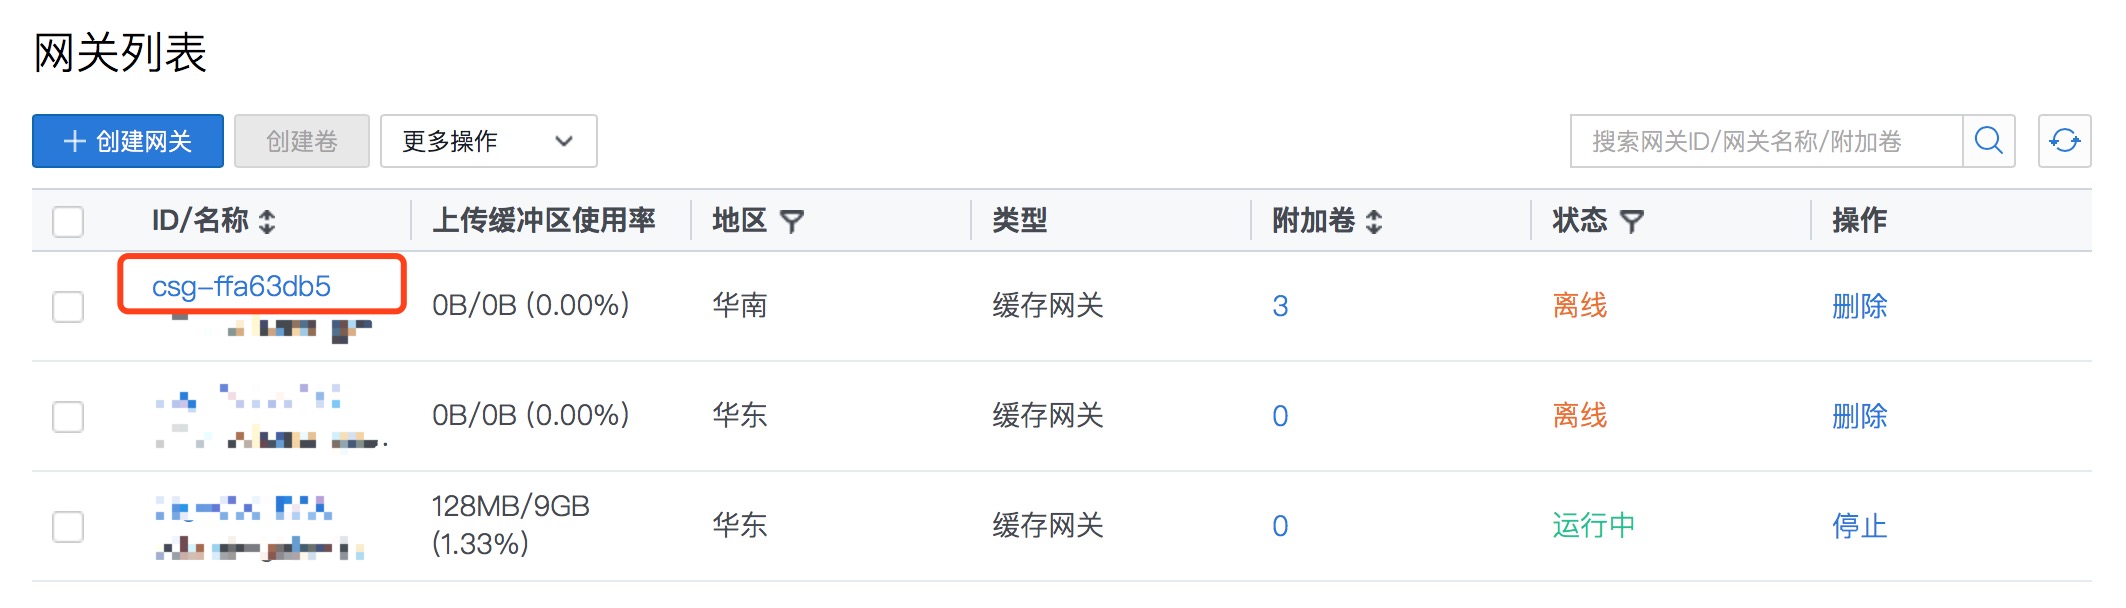 网关列表
创建网关 创建卷 更多操作 搜索网关ID/网关名称/附加卷
ID/名称 上传缓冲区使用率 地区 类型 附加卷 状态 操作
csg-ffa63db5 0B/0B (0.00%) 华南 缓存网关 3 离线 删除
0B/0B (0.00%) 华东 缓存网关 0 离线 删除
128MB/9GB (1.33%) 华东 缓存网关 0 运行中 停止